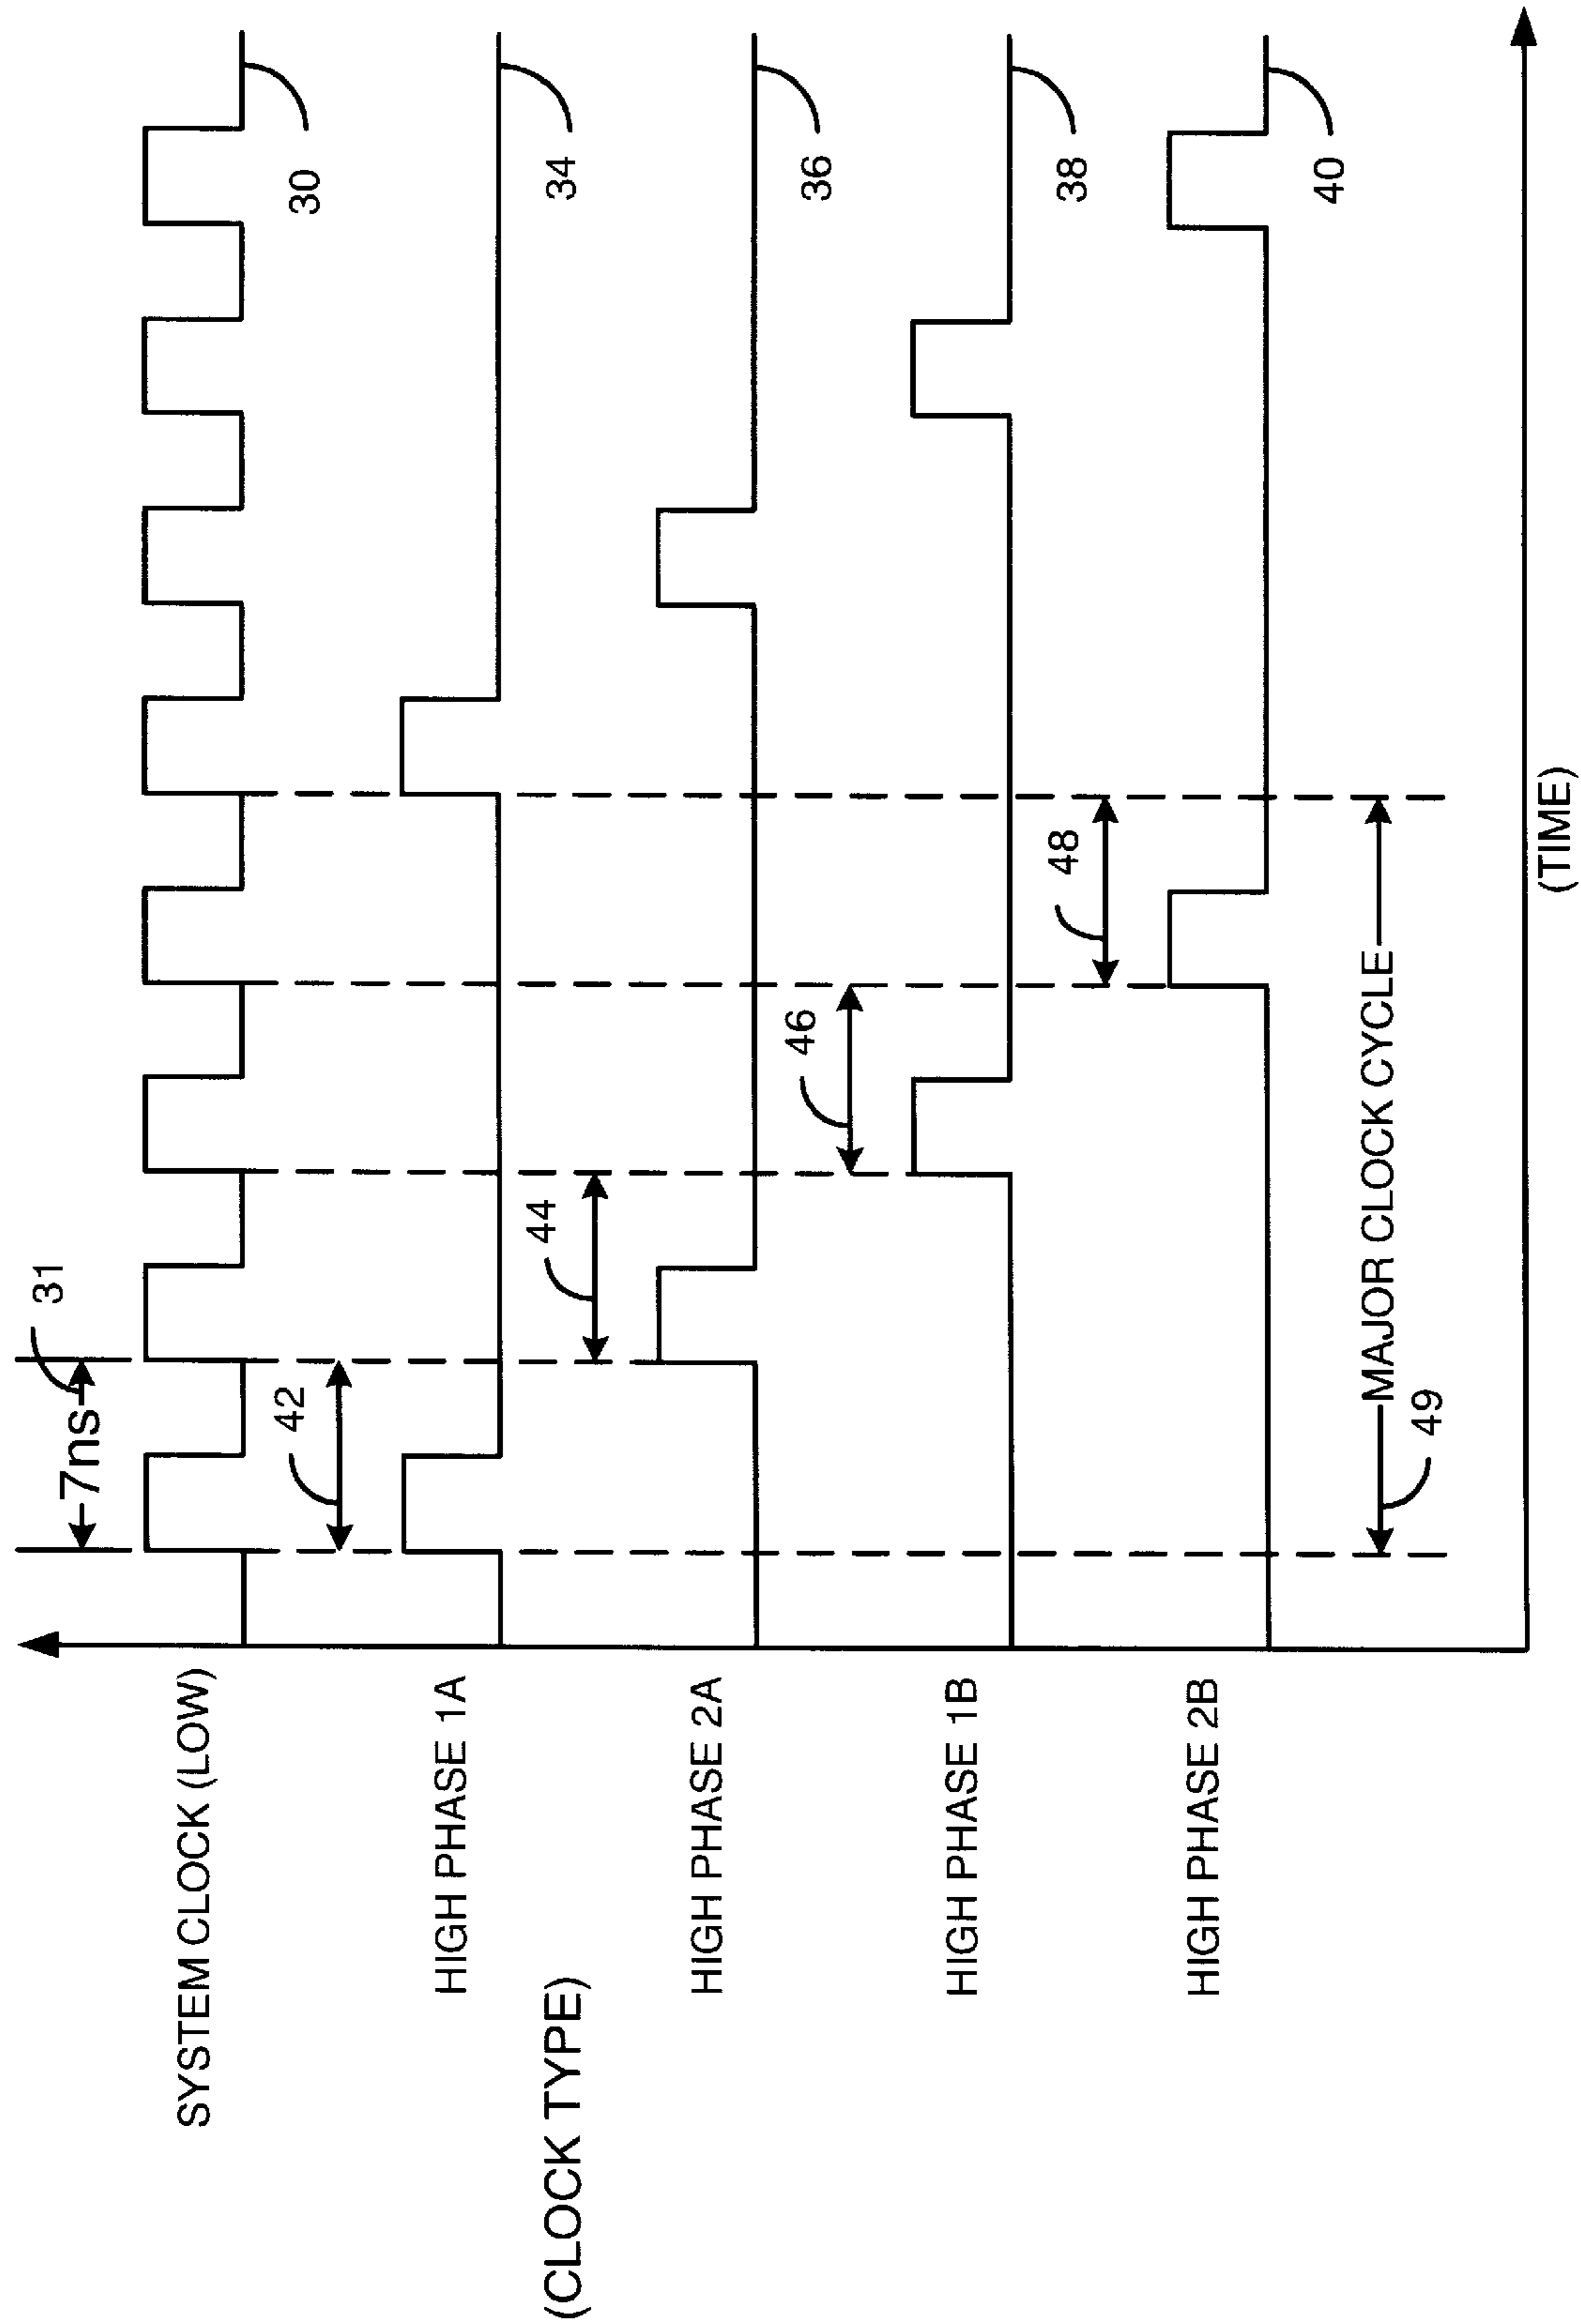 31
7ns
SYSTEM CLOCK (LOW)
30
42
HIGH PHASE 1A
34
(CLOCK TYPE)
44
HIGH PHASE 2A
36
46
HIGH PHASE 1B
38
48
HIGH PHASE 2B
40
MAJOR CLOCK CYCLE
49
(TIME)